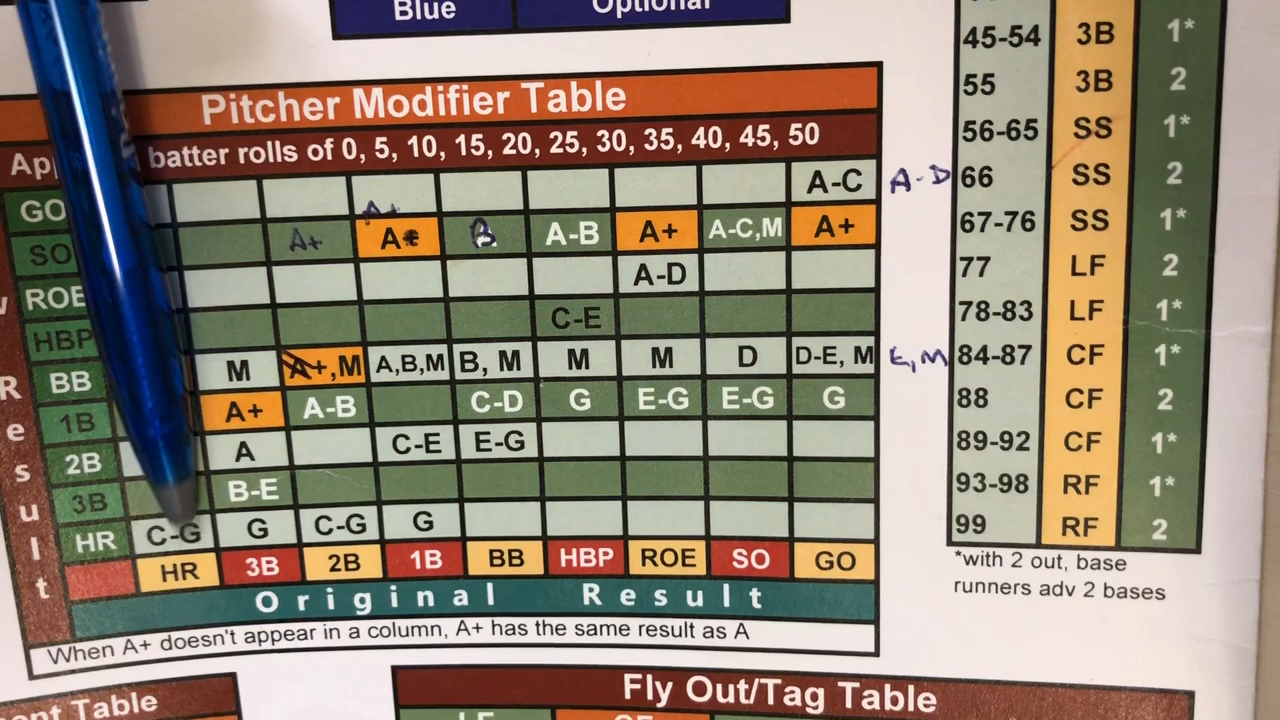 Blue Optional
Pitcher Modifier Table
batter rolls of 0, 5, 10, 15, 20, 25, 30, 35, 40, 45, 50
GO A-C A-D
SO A+ A+ A B A-B A+ A-C,M A+
ROE A-D
HBP C-E
BB M A+,M A,B,M B, M M M D D-E, M E,M
1B A+ A-B C-D G E-G E-G G
2B A C-E E-G
3B B-E
HR C-G G C-G G
HR 3B 2B 1B BB HBP ROE SO GO
Original Result
When A+ doesn't appear in a column, A+ has the same result as A
Result
45-54 3B 1*
55 3B 2
56-65 SS 1*
66 SS 2
67-76 SS 1*
77 LF 2
78-83 LF 1*
84-87 CF 1*
88 CF 2
89-92 CF 1*
93-98 RF 1*
99 RF 2
*with 2 out, base
runners adv 2 bases
Table
Fly Out/Tag Table